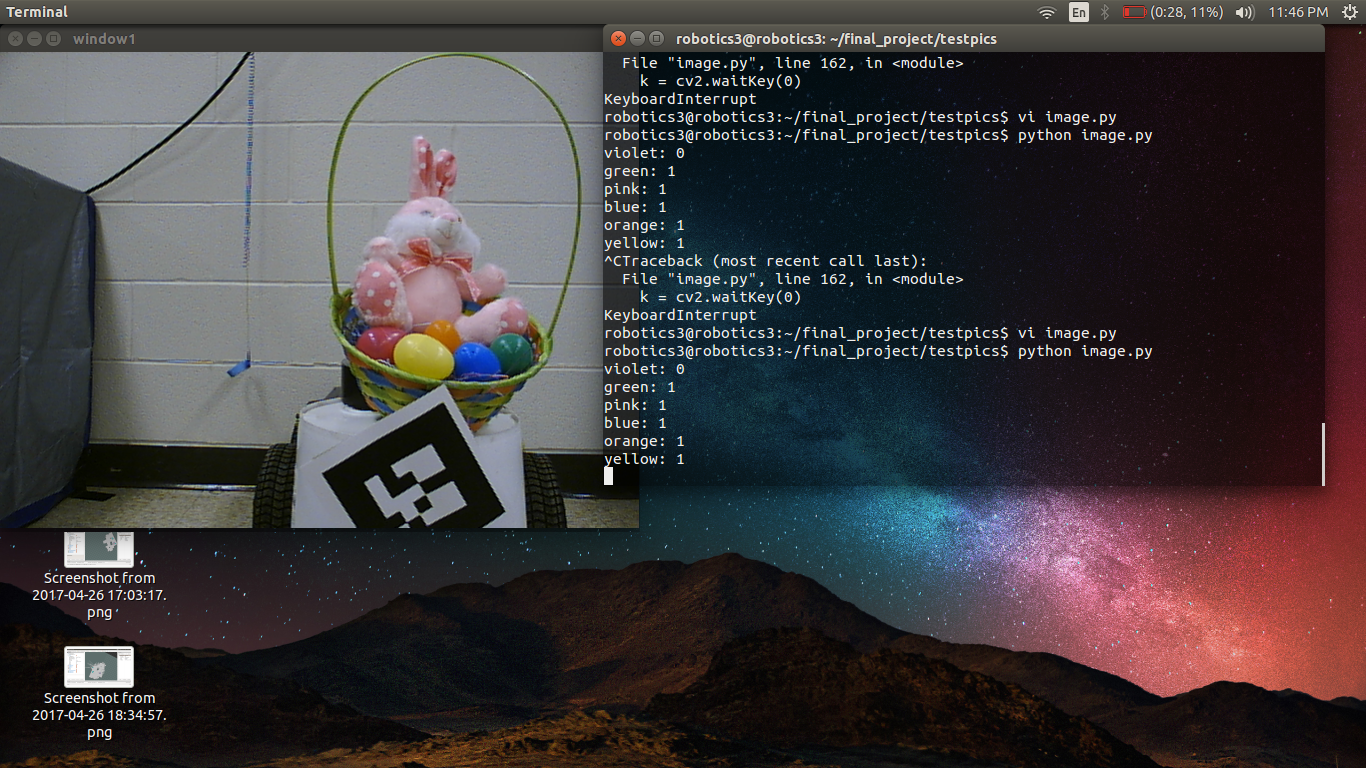 Terminal
En
(0:28, 11%)
11:46 PM
window1
robotics3@robotics3: ~/final_project/testpics
  File "image.py", line 162, in <module>
    k = cv2.waitKey(0)
KeyboardInterrupt
robotics3@robotics3:~/final_project/testpics$ vi image.py
robotics3@robotics3:~/final_project/testpics$ python image.py
violet: 0
green: 1
pink: 1
blue: 1
orange: 1
yellow: 1
^CTraceback (most recent call last):
  File "image.py", line 162, in <module>
    k = cv2.waitKey(0)
KeyboardInterrupt
robotics3@robotics3:~/final_project/testpics$ vi image.py
robotics3@robotics3:~/final_project/testpics$ python image.py
violet: 0
green: 1
pink: 1
blue: 1
orange: 1
yellow: 1
Screenshot from
2017-04-26 17:03:17.
png
Screenshot from
2017-04-26 18:34:57.
png